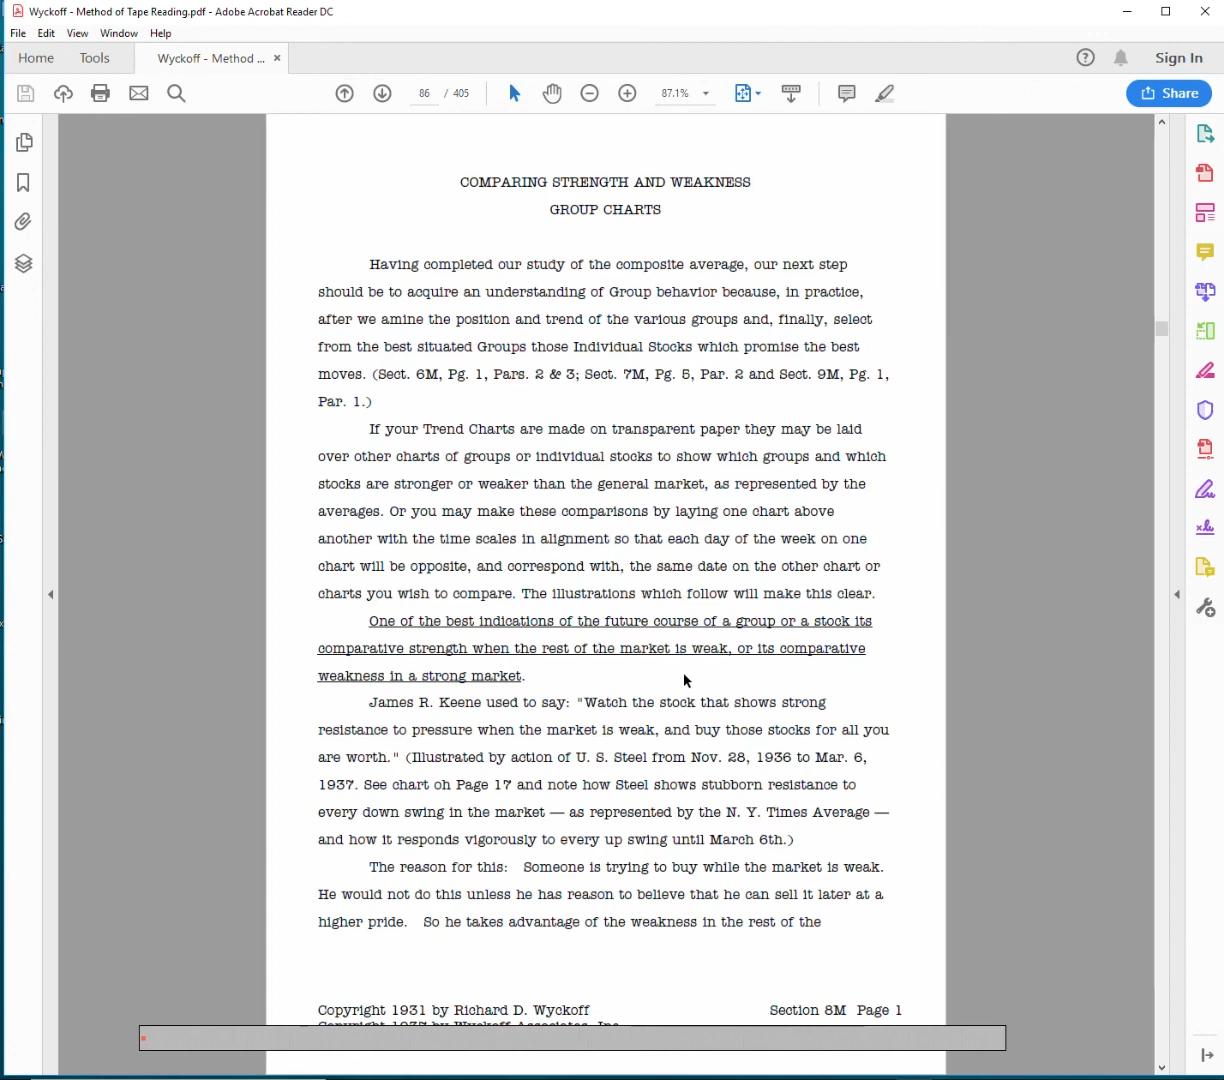 Wyckoff - Method of Tape Reading.pdf - Adobe Acrobat Reader DC
File Edit View Window Help
Home Tools Wyckoff - Method ... × Sign In
86 / 405 87.1% Share
COMPARING STRENGTH AND WEAKNESS
GROUP CHARTS
Having completed our study of the composite average, our next step
should be to acquire an understanding of Group behavior because, in practice,
after we amine the position and trend of the various groups and, finally, select
from the best situated Groups those Individual Stocks which promise the best
moves. (Sect. 6M, Pg. 1, Pars. 2 & 3; Sect. 7M, Pg. 5, Par. 2 and Sect. 9M, Pg. 1,
Par. 1.)
If your Trend Charts are made on transparent paper they may be laid
over other charts of groups or individual stocks to show which groups and which
stocks are stronger or weaker than the general market, as represented by the
averages. Or you may make these comparisons by laying one chart above
another with the time scales in alignment so that each day of the week on one
chart will be opposite, and correspond with, the same date on the other chart or
charts you wish to compare. The illustrations which follow will make this clear.
One of the best indications of the future course of a group or a stock its
comparative strength when the rest of the market is weak, or its comparative
weakness in a strong market.
James R. Keene used to say: "Watch the stock that shows strong
resistance to pressure when the market is weak, and buy those stocks for all you
are worth." (Illustrated by action of U. S. Steel from Nov. 28, 1936 to Mar. 6,
1937. See chart oh Page 17 and note how Steel shows stubborn resistance to
every down swing in the market — as represented by the N. Y. Times Average —
and how it responds vigorously to every up swing until March 6th.)
The reason for this: Someone is trying to buy while the market is weak.
He would not do this unless he has reason to believe that he can sell it later at a
higher pride. So he takes advantage of the weakness in the rest of the
Copyright 1931 by Richard D. Wyckoff Section 8M Page 1